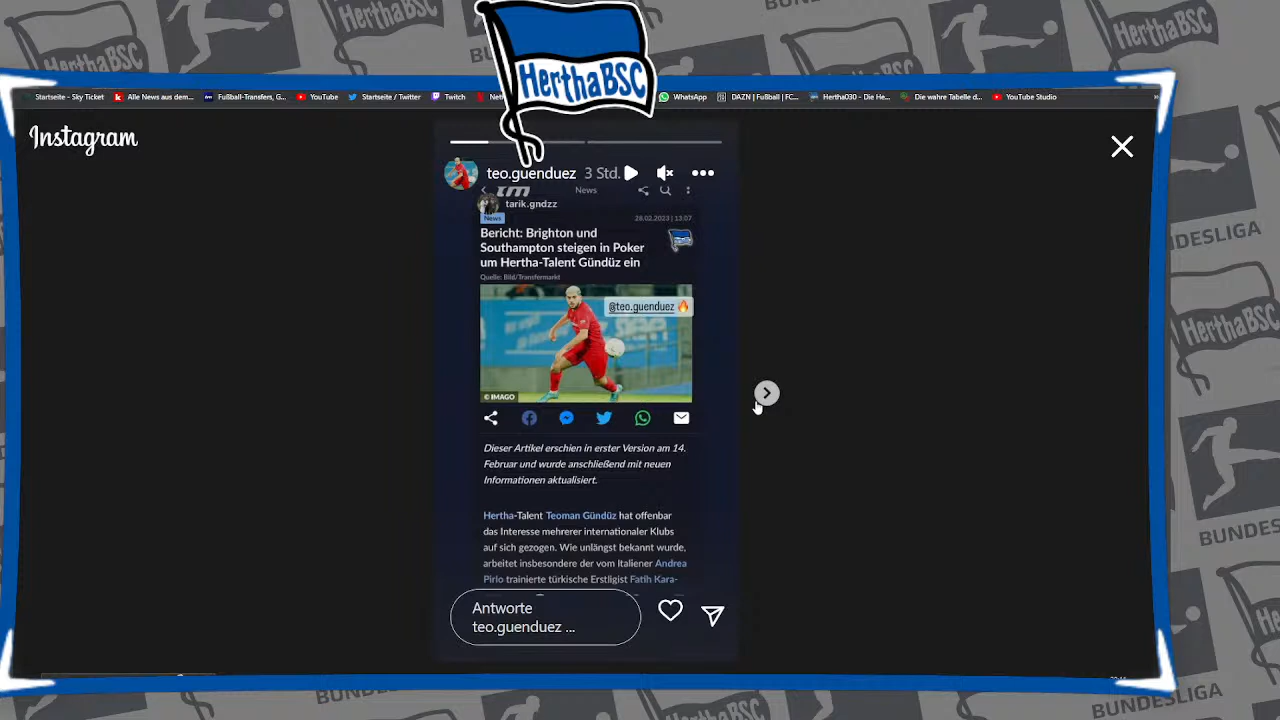 HerthaBSC
BUNDESLIGA
Startseite - Sky Ticket
Alle News aus dem...
Fußball-Transfers, G...
YouTube
Startseite / Twitter
Twitch
WhatsApp
DAZN | Fußball | FC...
Hertha030 - Die He...
Die wahre Tabelle d...
YouTube Studio
»
Instagram
teo.guenduez 3 Std.
tm
News
tarik.gndzz
News
28.02.2023 | 13:07
Bericht: Brighton und
Southampton steigen in Poker
um Hertha-Talent Gündüz ein
Quelle: Bild/Transfermarkt
@teo.guenduez 🔥
© IMAGO
Dieser Artikel erschien in erster Version am 14.
Februar und wurde anschließend mit neuen
Informationen aktualisiert.
Hertha-Talent Teoman Gündüz hat offenbar
das Interesse mehrerer internationaler Klubs
auf sich gezogen. Wie unlängst bekannt wurde,
arbeitet insbesondere der vom Italiener Andrea
Pirlo trainierte türkische Erstligist Fatih Kara-
Antworte
teo.guenduez ...
BUNDESLIGA
HerthaBSC
BUNDESLIGA
BUNDESLIGA
HerthaBSC
BUNDESLIGA